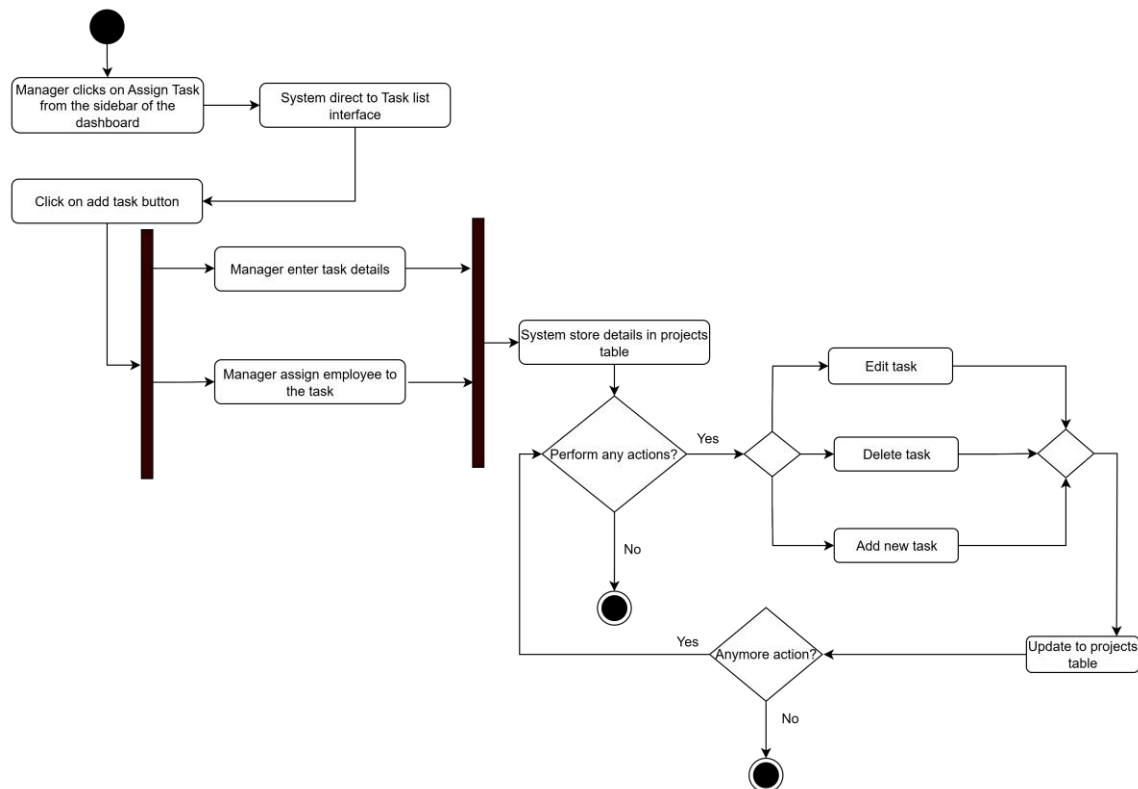 Manager clicks on Assign Task
from the sidebar of the
dashboard
System direct to Task list
interface
Click on add task button
Manager enter task details
Manager assign employee to
the task
System store details in projects
table
Perform any actions?
Yes
No
Edit task
Delete task
Add new task
Update to projects
table
Anymore action?
Yes
No